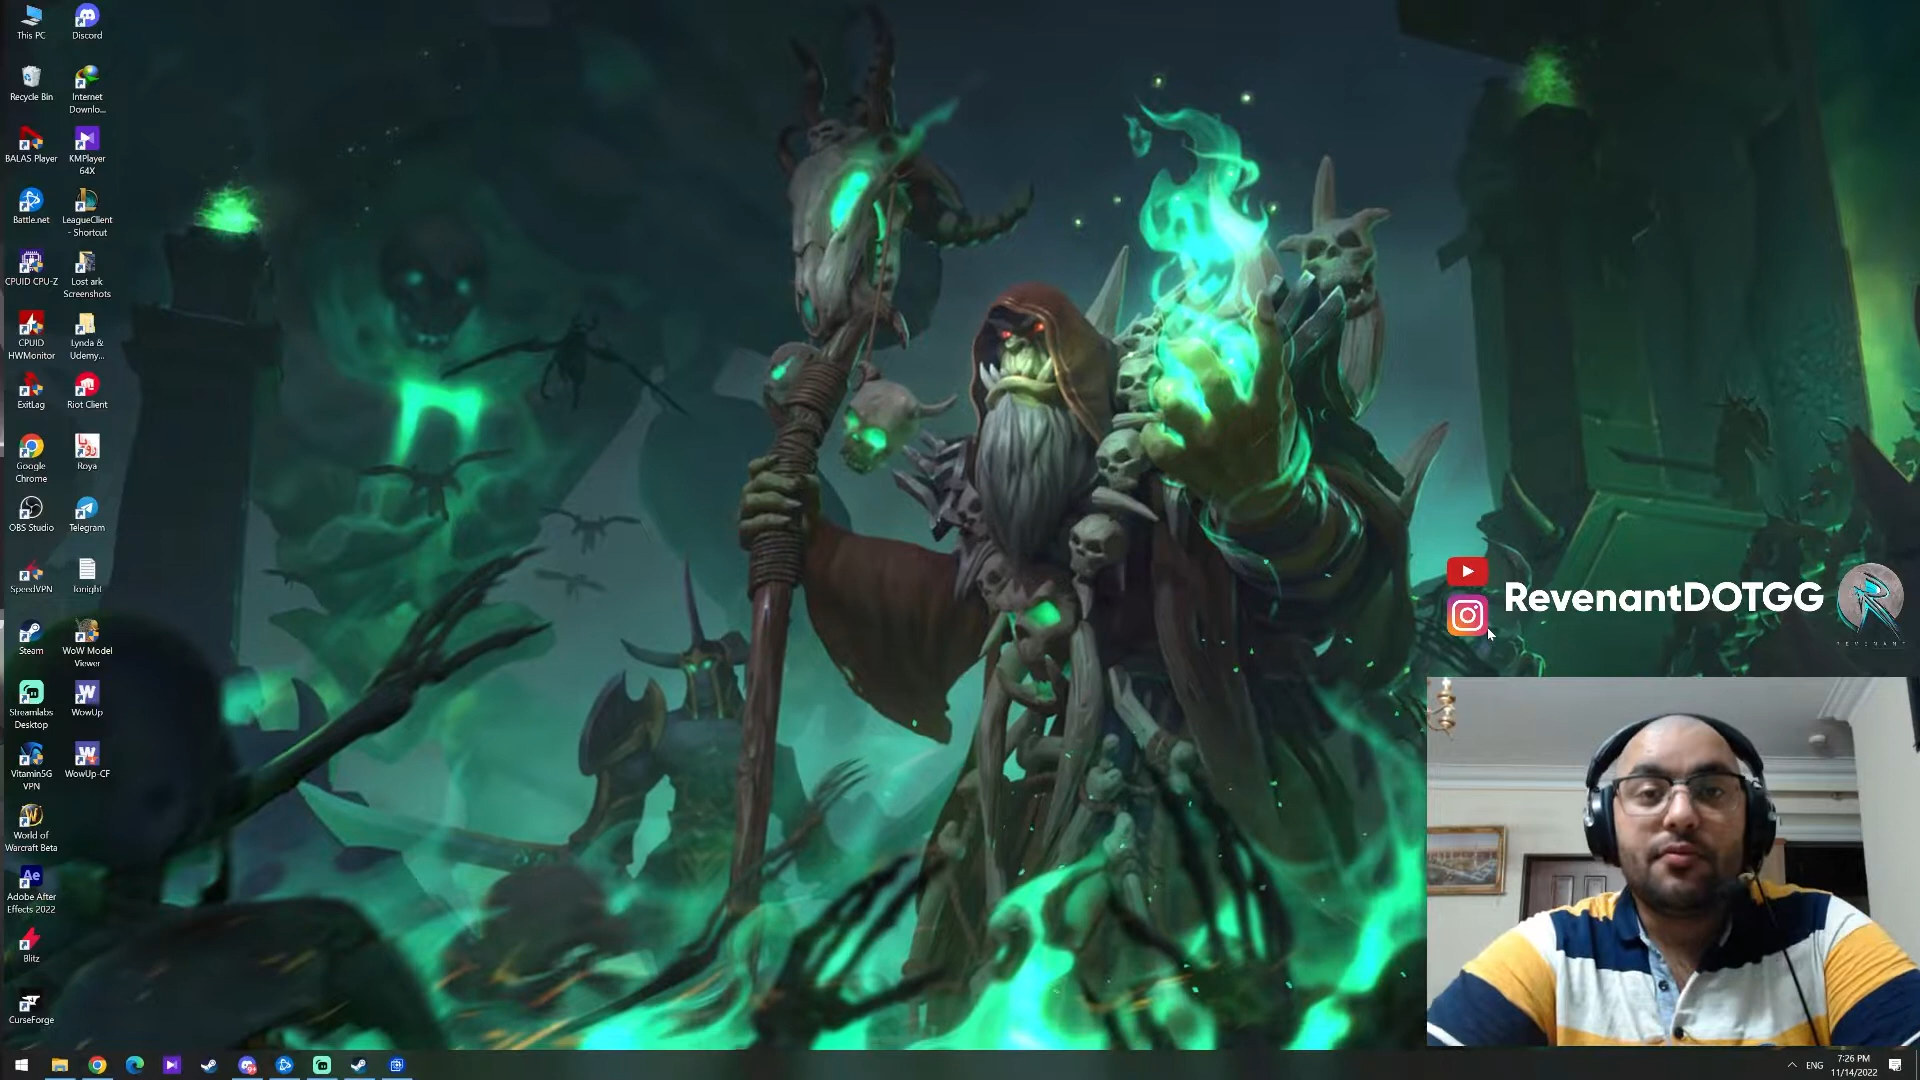 This PC
Discord
Recycle Bin
Internet
Downlo...
BALAS Player
KMPlayer
64X
Battle.net
LeagueClient
- Shortcut
CPUID CPU-Z
Lost ark
Screenshots
CPUID
HWMonitor
Lynda &
Udemy...
ExitLag
Riot Client
Google
Chrome
رویا
Roya
OBS Studio
Telegram
SpeedVPN
Tonight
Steam
WoW Model
Viewer
Streamlabs
Desktop
W
WowUp
Vitamin5G
VPN
W
WowUp-CF
W
World of
Warcraft Beta
Ae
Adobe After
Effects 2022
Blitz
CurseForge
RevenantDOTGG
R
REVENANT
ENG
7:26 PM
11/14/2022